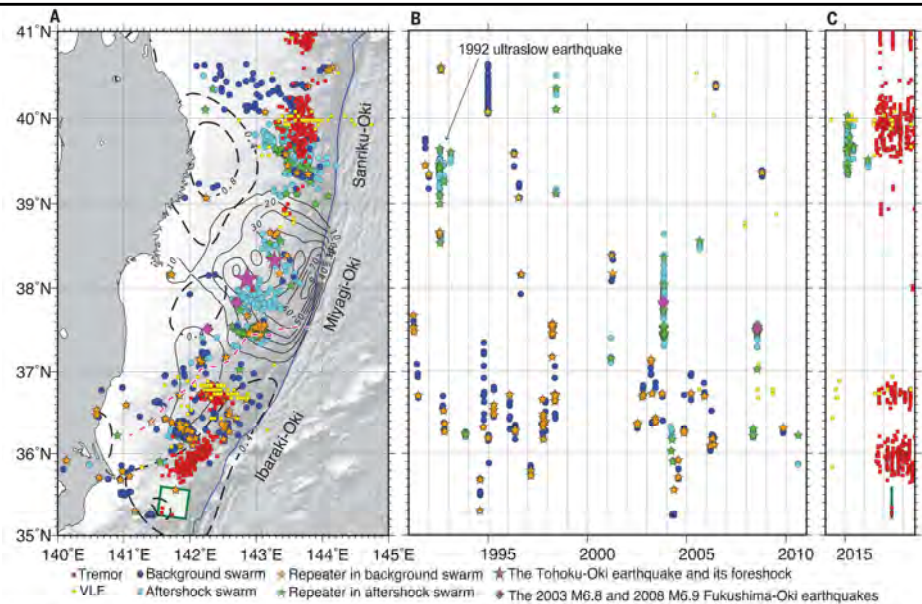 A
B
C
41°N
40°N
39°N
38°N
37°N
36°N
35°N
140°E
141°E
142°E
143°E
144°E
145°E
Sanriku-Oki
Miyagi-Oki
Ibaraki-Oki
20
30
1992 ultraslow earthquake
1995
2000
2005
2010
2015
Tremor
Background swarm
Repeater in background swarm
The Tohoku-Oki earthquake and its foreshock
VLF
Aftershock swarm
Repeater in aftershock swarm
The 2003 M6.8 and 2008 M6.9 Fukushima-Oki earthquakes